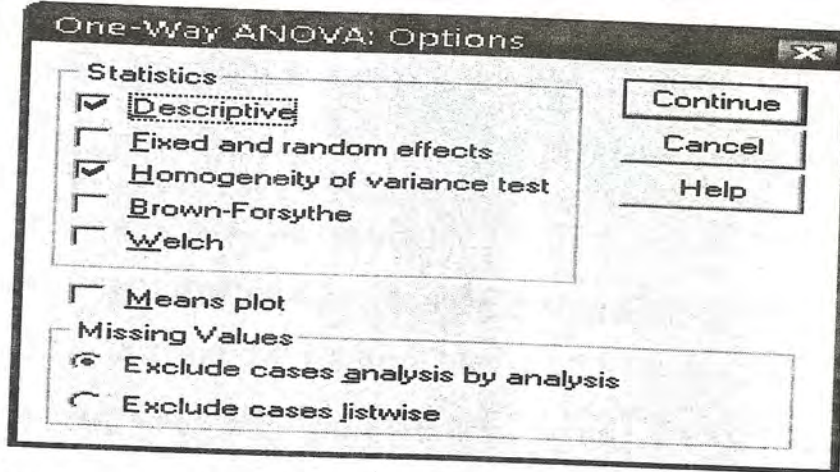 One-Way ANOVA: Options
Statistics
Descriptive
Fixed and random effects
Homogeneity of variance test
Brown-Forsythe
Welch
Continue
Cancel
Help
Means plot
Missing Values
Exclude cases analysis by analysis
Exclude cases listwise